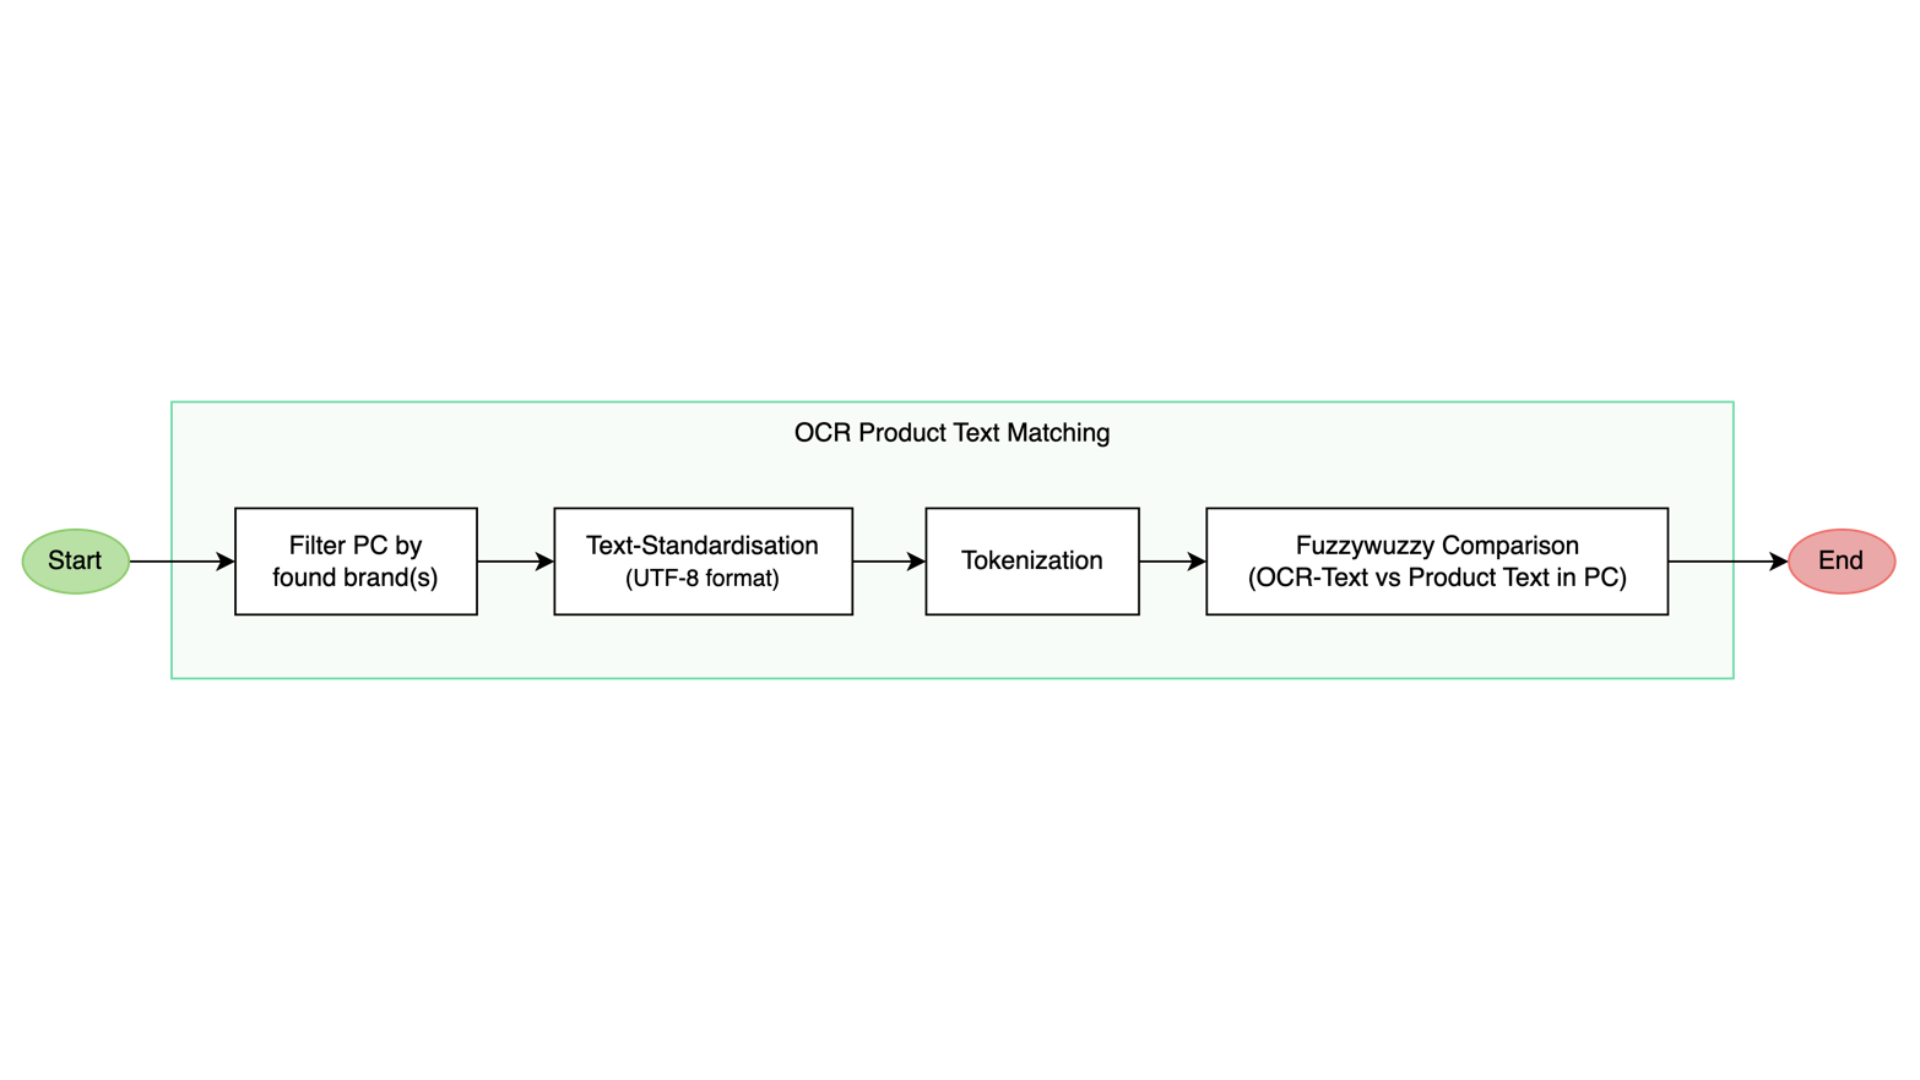 OCR Product Text Matching
Start
Filter PC by
found brand(s)
Text-Standardisation
(UTF-8 format)
Tokenization
Fuzzywuzzy Comparison
(OCR-Text vs Product Text in PC)
End